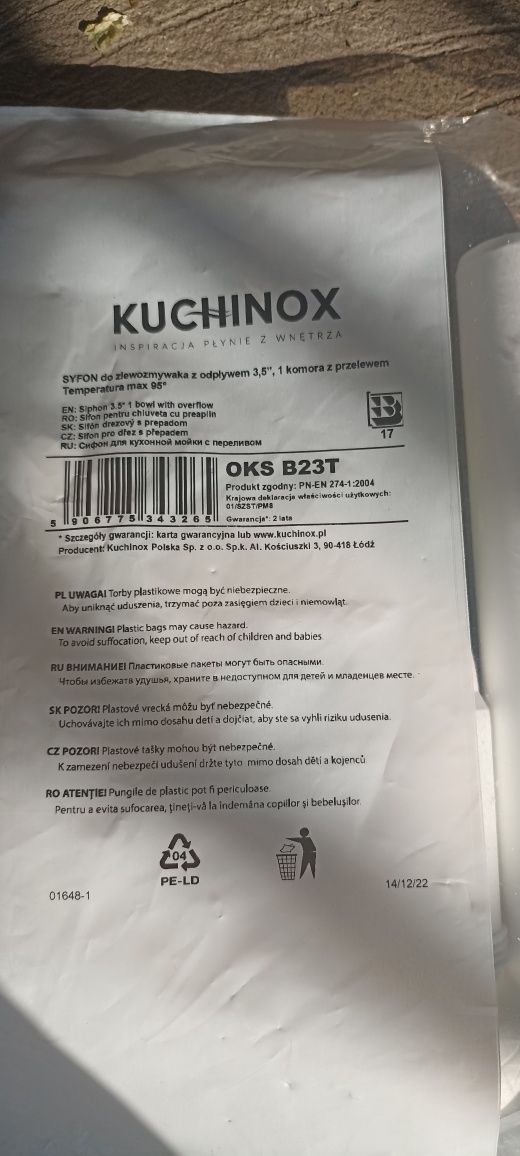 KUCHINOX
INSPIRACJA PŁYNIE Z WNĘTRZA
SYFON do zlewozmywaka z odpływem 3,5", 1 komora z przelewem
Temperatura max 95°
EN: Siphon 3.5" 1 bowl with overflow
RO: Sifon pentru chiuveta cu preaplin
SK: Sifón drezový s prepadom
CZ: Sifon pro dřez s přepadem
RU: Сифон для кухонной мойки с переливом
B
17
OKS B23T
Produkt zgodny: PN-EN 274-1:2004
Krajowa deklaracja właściwości użytkowych:
01/SZST/PMB
Gwarancja*: 2 lata
5 906775 343265
* Szczegóły gwarancji: karta gwarancyjna lub www.kuchinox.pl
Producent: Kuchinox Polska Sp. z o.o. Sp.k. Al. Kościuszki 3, 90-418 Łódź
PL UWAGA! Torby plastikowe mogą być niebezpieczne.
Aby uniknąć uduszenia, trzymać poza zasięgiem dzieci i niemowląt.
EN WARNING! Plastic bags may cause hazard.
To avoid suffocation, keep out of reach of children and babies.
RU ВНИМАНИЕ! Пластиковые пакеты могут быть опасными.
Чтобы избежать удушья, храните в недоступном для детей и младенцев месте.
SK POZOR! Plastové vrecká môžu byť nebezpečné.
Uchovávajte ich mimo dosahu detí a dojčiat, aby ste sa vyhli riziku udusenia.
CZ POZOR! Plastové tašky mohou být nebezpečné.
K zamezení nebezpečí udušení držte tyto mimo dosah dětí a kojenců
RO ATENȚIE! Pungile de plastic pot fi periculoase.
Pentru a evita sufocarea, țineți-vă la îndemâna copiilor și bebelușilor.
04
PE-LD
01648-1
14/12/22